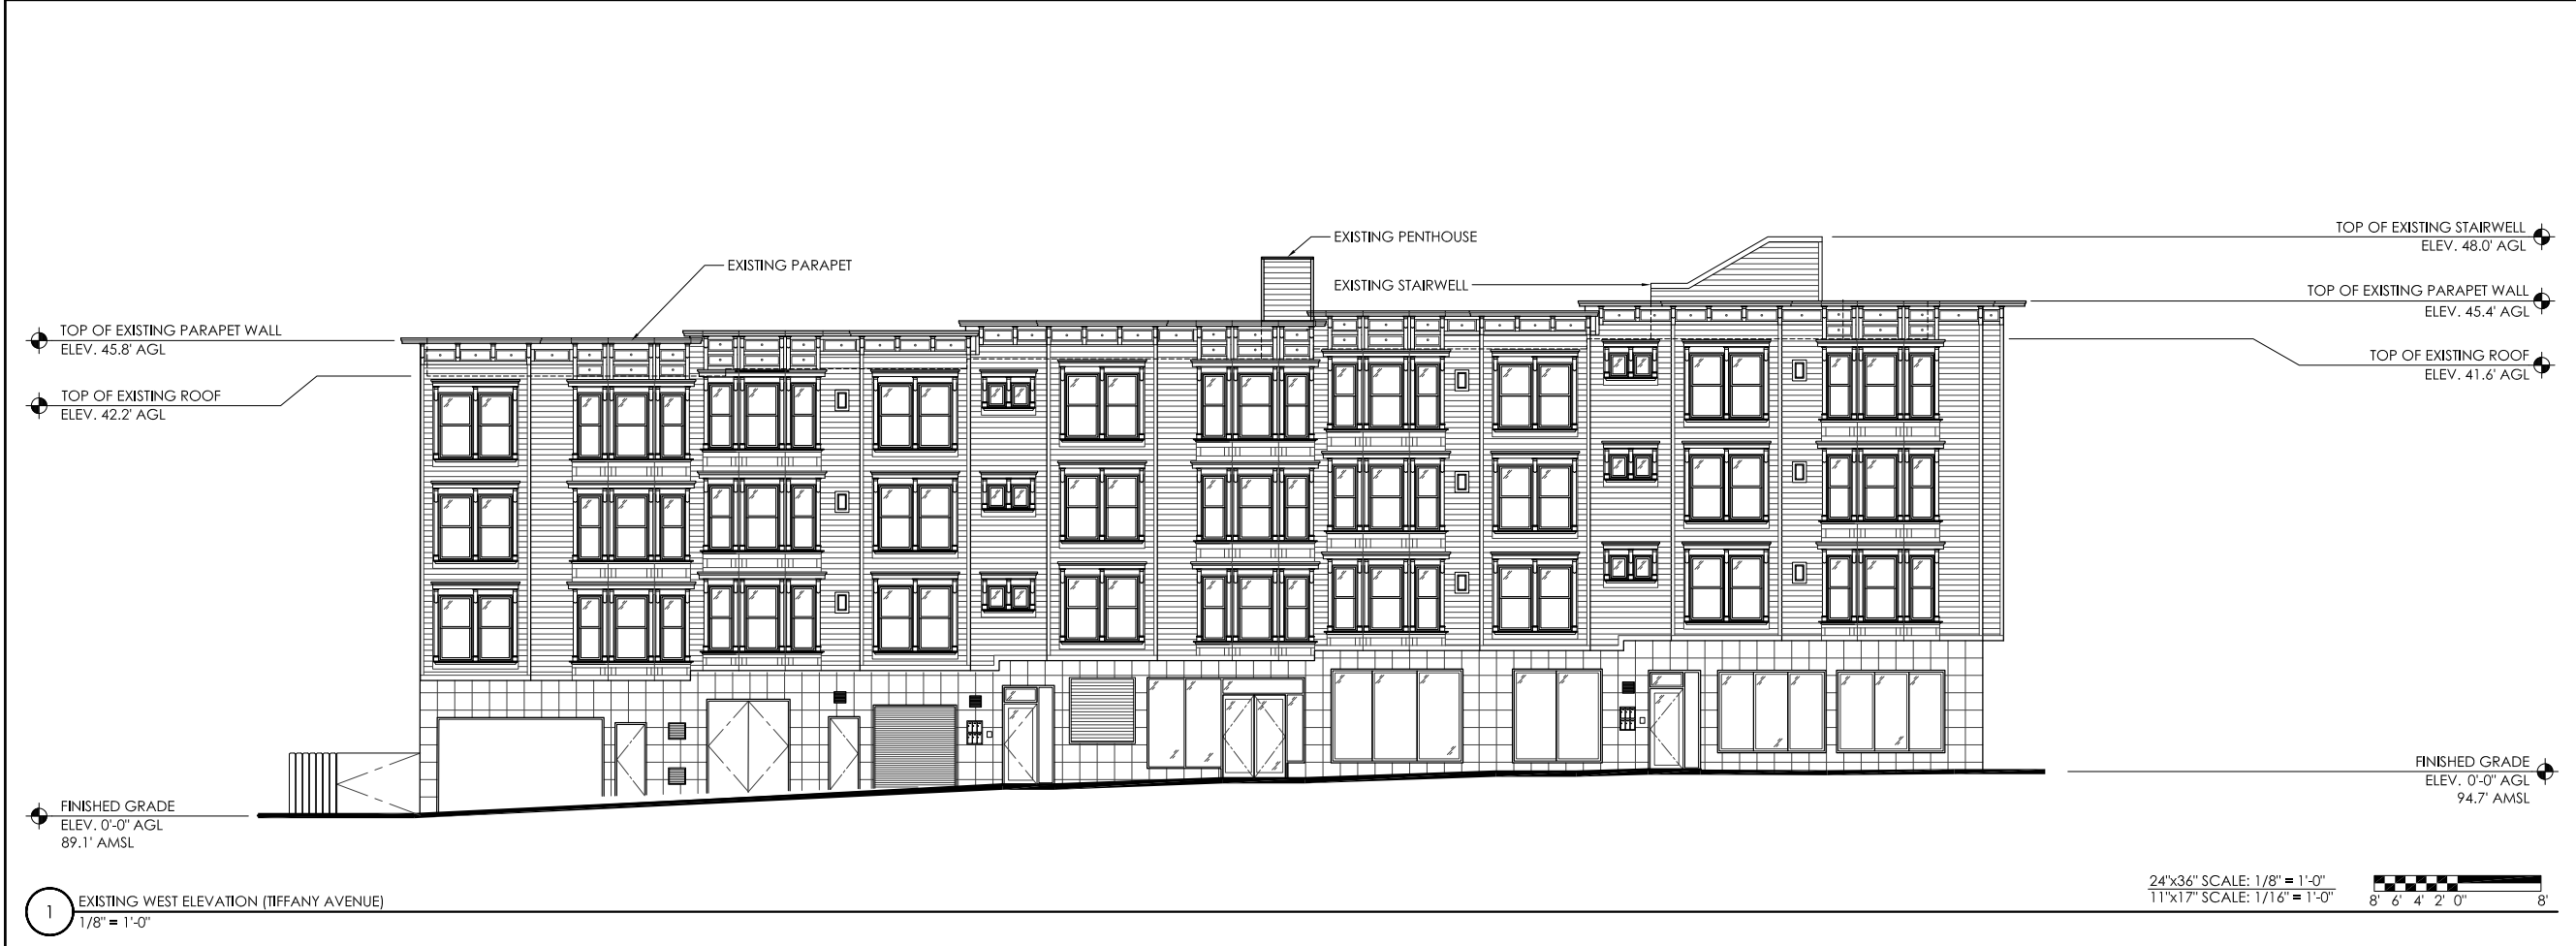 EXISTING PENTHOUSE
EXISTING PARAPET
EXISTING STAIRWELL
TOP OF EXISTING STAIRWELL
ELEV. 48.0' AGL
TOP OF EXISTING PARAPET WALL
ELEV. 45.4' AGL
TOP OF EXISTING ROOF
ELEV. 41.6' AGL
TOP OF EXISTING PARAPET WALL
ELEV. 45.8' AGL
TOP OF EXISTING ROOF
ELEV. 42.2' AGL
FINISHED GRADE
ELEV. 0'-0" AGL
89.1' AMSL
FINISHED GRADE
ELEV. 0'-0" AGL
94.7' AMSL
1
EXISTING WEST ELEVATION (TIFFANY AVENUE)
1/8" = 1'-0"
24"x36" SCALE: 1/8" = 1'-0"
11"x17" SCALE: 1/16" = 1'-0"
8' 6' 4' 2' 0" 8'